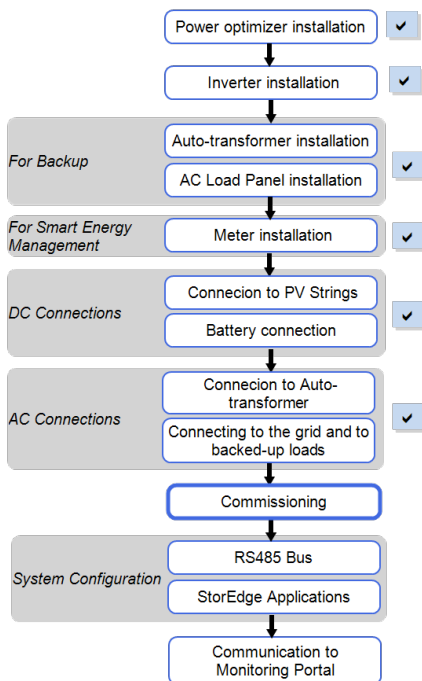 Power optimizer installation
Inverter installation
For Backup
Auto-transformer installation
AC Load Panel installation
For Smart Energy
Management
Meter installation
DC Connections
Connecion to PV Strings
Battery connection
AC Connections
Connecion to Auto-
transformer
Connecting to the grid and to
backed-up loads
Commissioning
System Configuration
RS485 Bus
StorEdge Applications
Communication to
Monitoring Portal